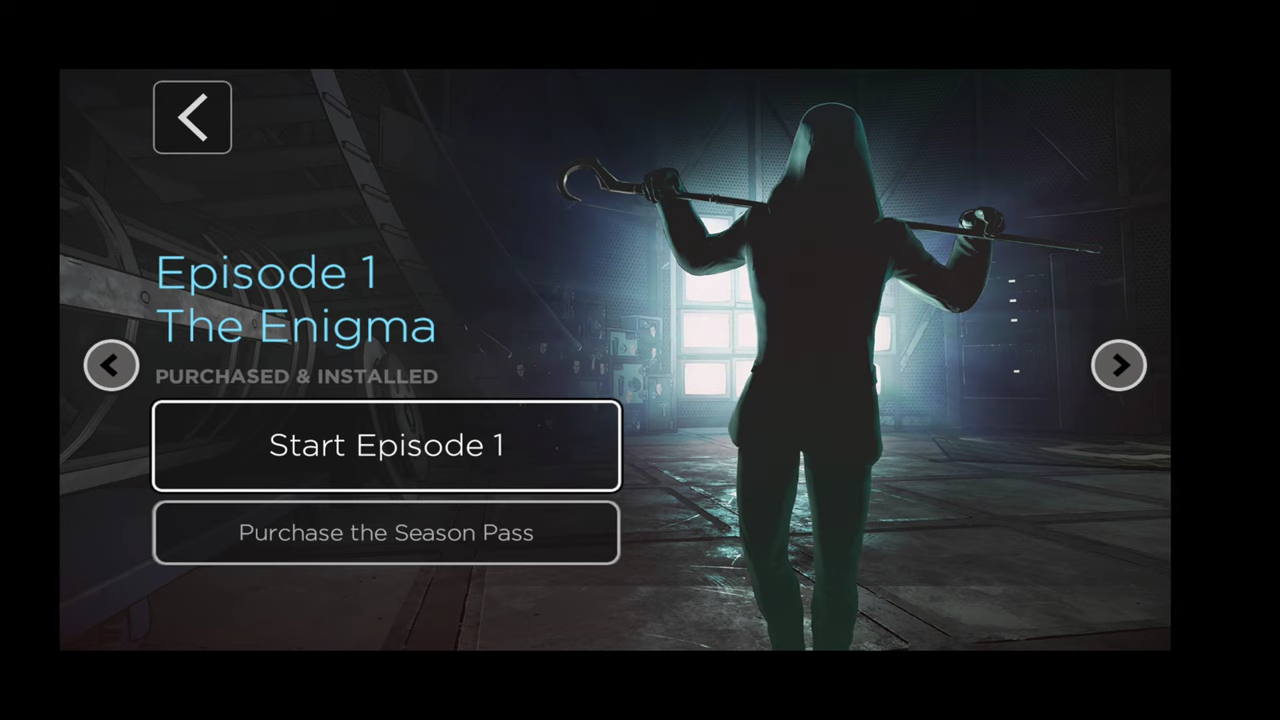 Episode 1
The Enigma
PURCHASED & INSTALLED
Start Episode 1
Purchase the Season Pass